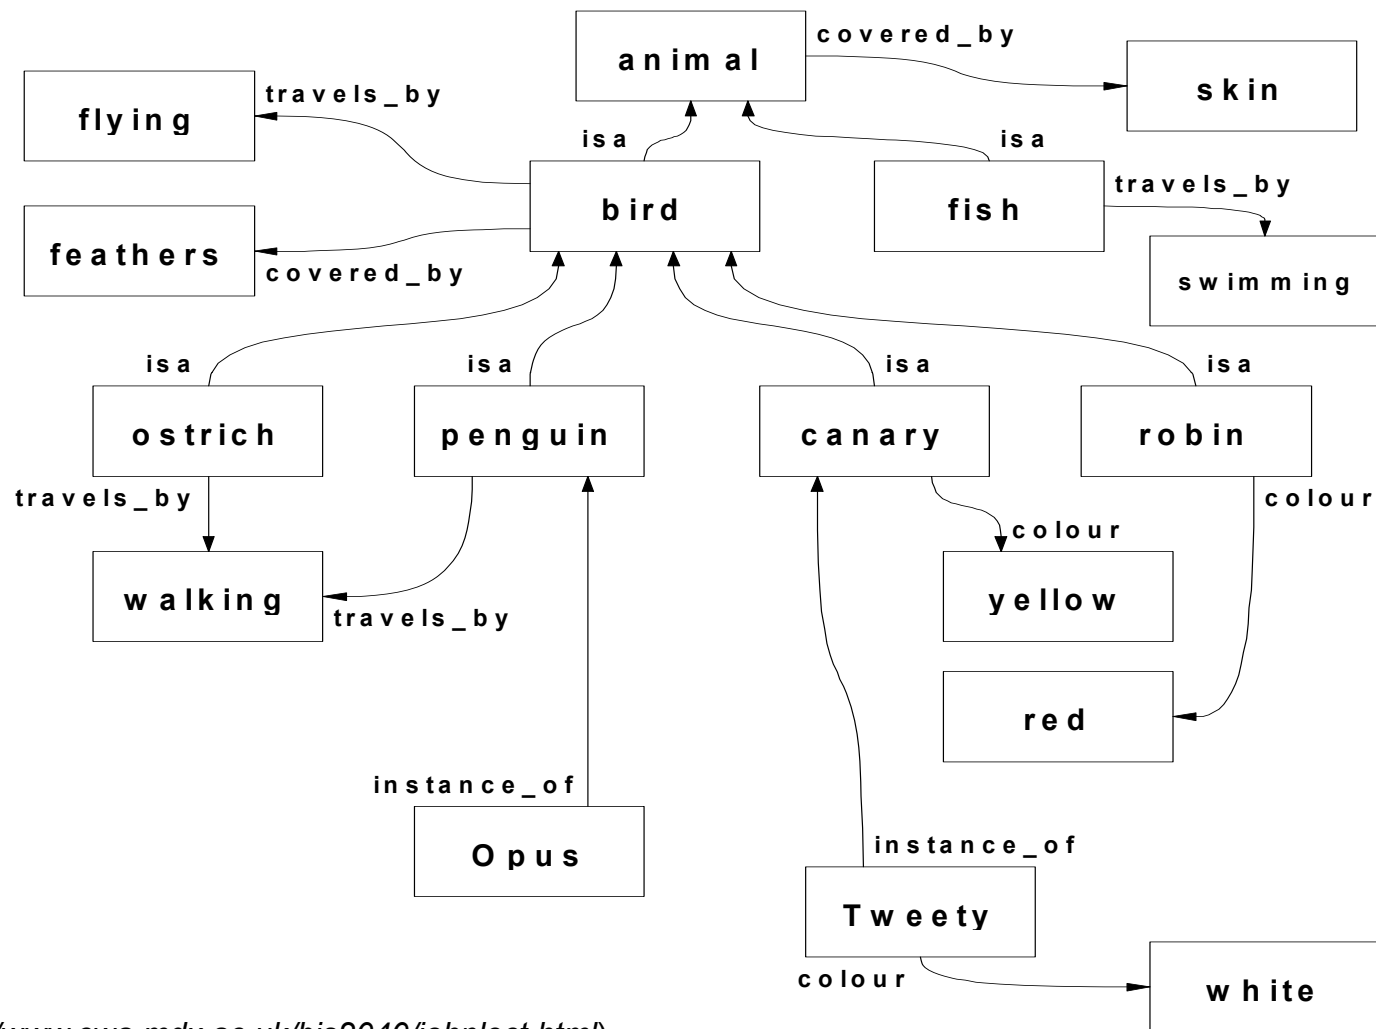 animal
covered_by
skin
flying
travels_by
isa
isa
bird
fish
travels_by
feathers
covered_by
swimming
isa
isa
isa
isa
ostrich
penguin
canary
robin
travels_by
colour
walking
travels_by
colour
yellow
red
instance_of
Opus
instance_of
Tweety
colour
white